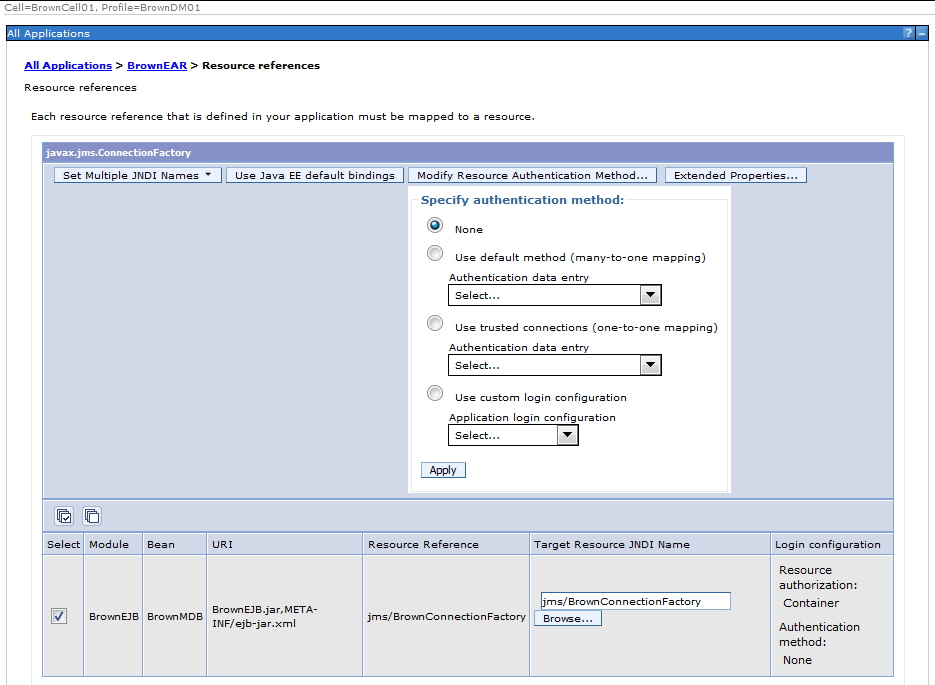 Cell=BrownCell01, Profile=BrownDM01
All Applications ? –
All Applications > BrownEAR > Resource references
Resource references
Each resource reference that is defined in your application must be mapped to a resource.
javax.jms.ConnectionFactory
Set Multiple JNDI Names Use Java EE default bindings Modify Resource Authentication Method... Extended Properties...
Specify authentication method:
None
Use default method (many-to-one mapping)
Authentication data entry
Select...
Use trusted connections (one-to-one mapping)
Authentication data entry
Select...
Use custom login configuration
Application login configuration
Select...
Apply
Select Module Bean URI Resource Reference Target Resource JNDI Name Login configuration
BrownEJB BrownMDB
BrownEJB.jar,META-
INF/ejb-jar.xml
jms/BrownConnectionFactory
jms/BrownConnectionFactory
Browse...
Resource
authorization:
Container
Authentication
method:
None